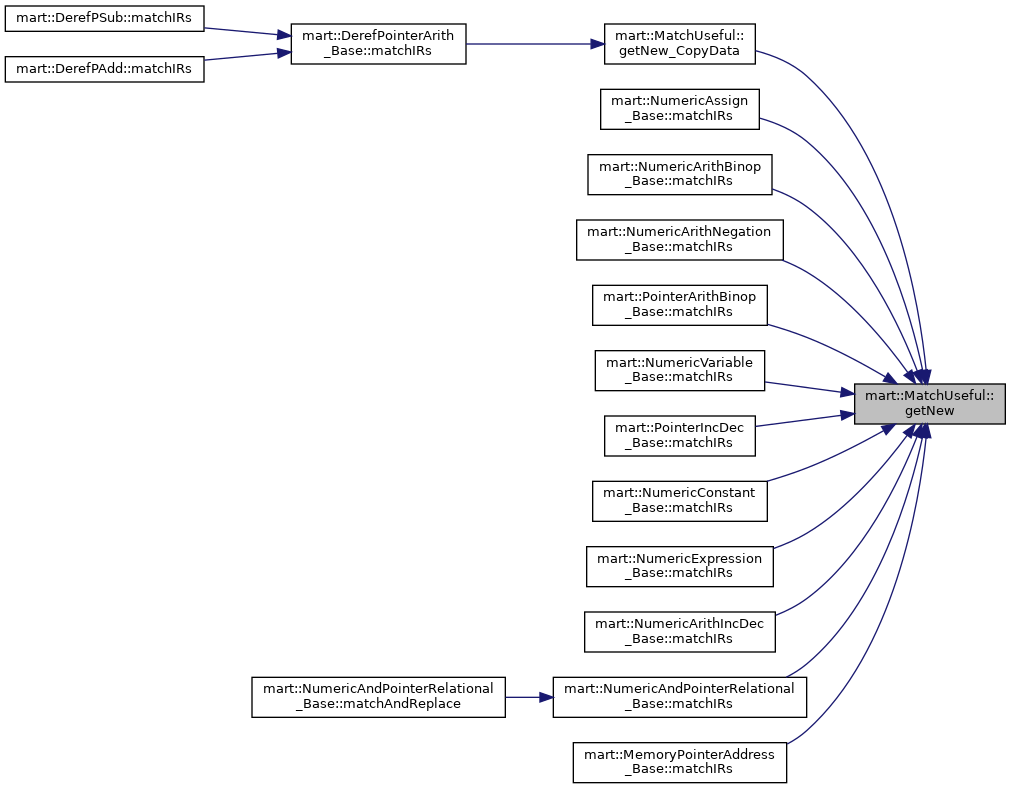 mart::DerefPSub::matchIRs
mart::DerefPAdd::matchIRs
mart::DerefPointerArith
_Base::matchIRs
mart::MatchUseful::
getNew_CopyData
mart::NumericAssign
_Base::matchIRs
mart::NumericArithBinop
_Base::matchIRs
mart::NumericArithNegation
_Base::matchIRs
mart::PointerArithBinop
_Base::matchIRs
mart::NumericVariable
_Base::matchIRs
mart::MatchUseful::
getNew
mart::PointerIncDec
_Base::matchIRs
mart::NumericConstant
_Base::matchIRs
mart::NumericExpression
_Base::matchIRs
mart::NumericArithIncDec
_Base::matchIRs
mart::NumericAndPointerRelational
_Base::matchAndReplace
mart::NumericAndPointerRelational
_Base::matchIRs
mart::MemoryPointerAddress
_Base::matchIRs